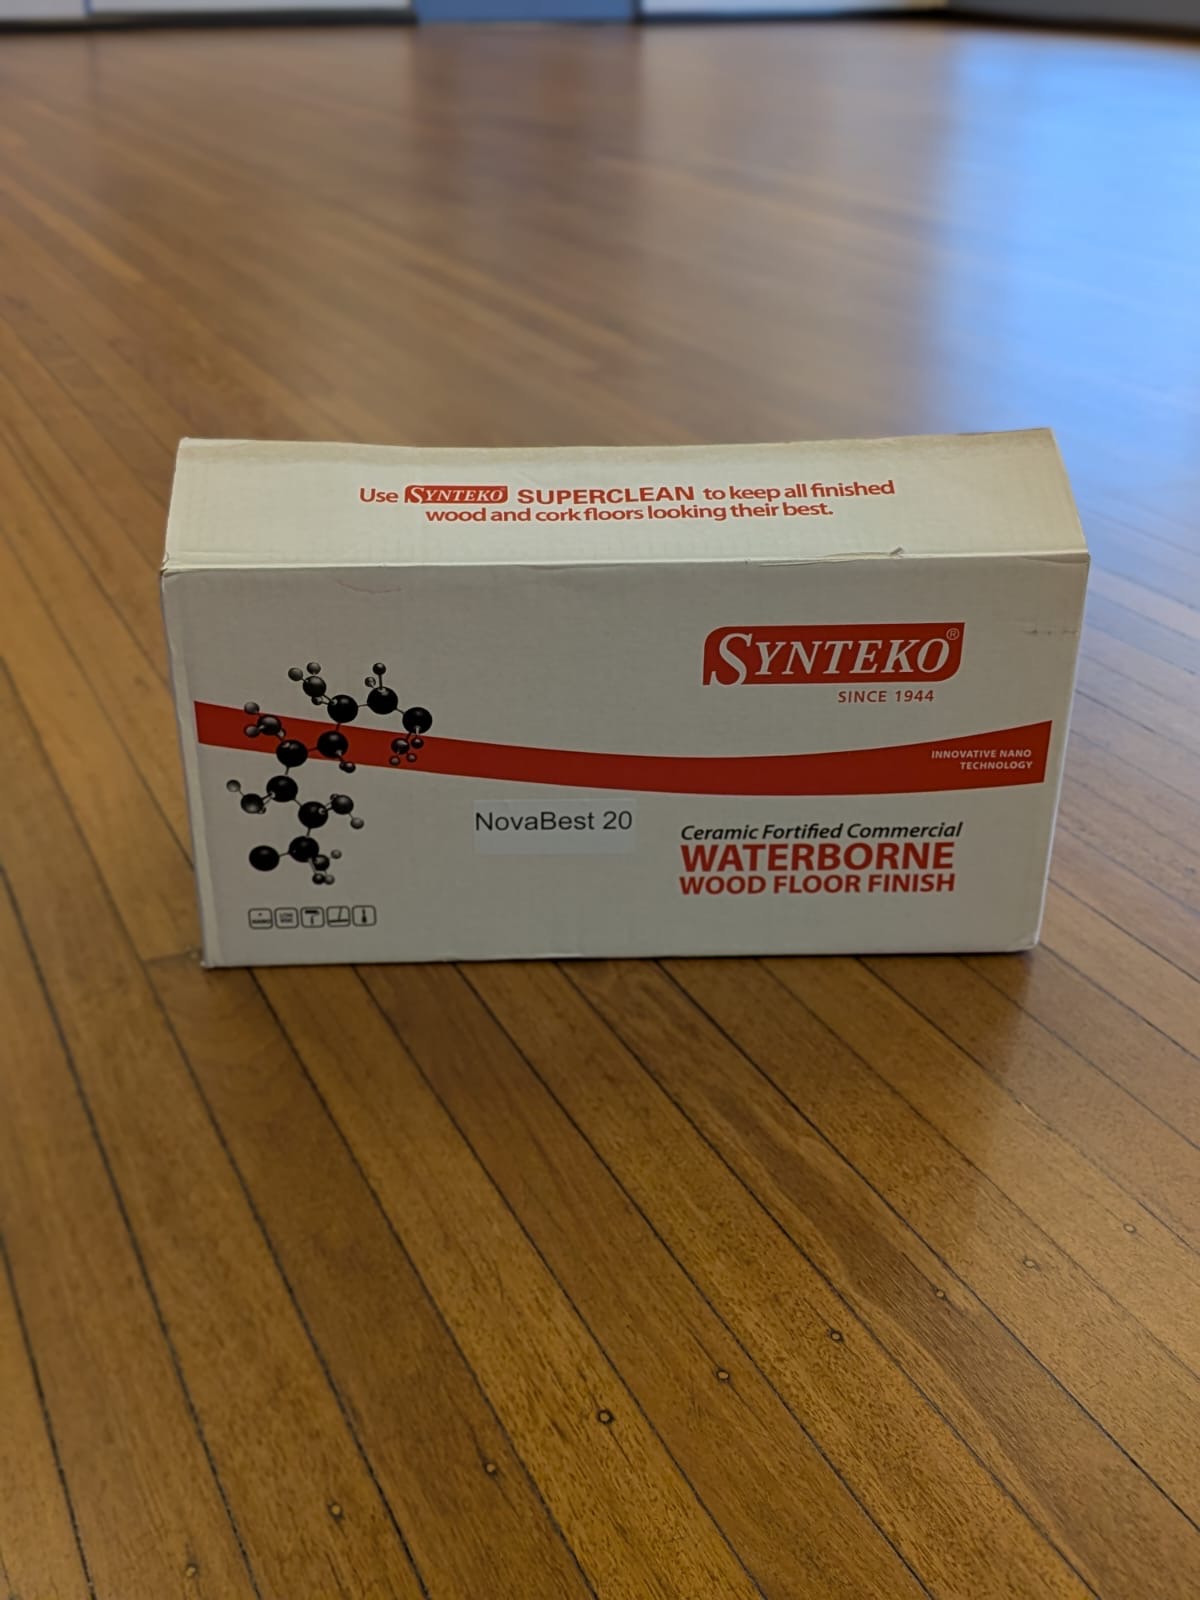 Use SYNTEKO SUPERCLEAN to keep all finished
wood and cork floors looking their best.
SYNTEKO®
SINCE 1944
INNOVATIVE NANO
TECHNOLOGY
NovaBest 20
Ceramic Fortified Commercial
WATERBORNE
WOOD FLOOR FINISH